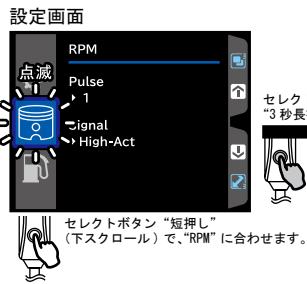 設定画面
RPM
点滅
Pulse
1
Signal
High-Act
セレク
“3 秒長
セレクトボタン “短押し”
(下スクロール) で、“RPM” に合わせます。